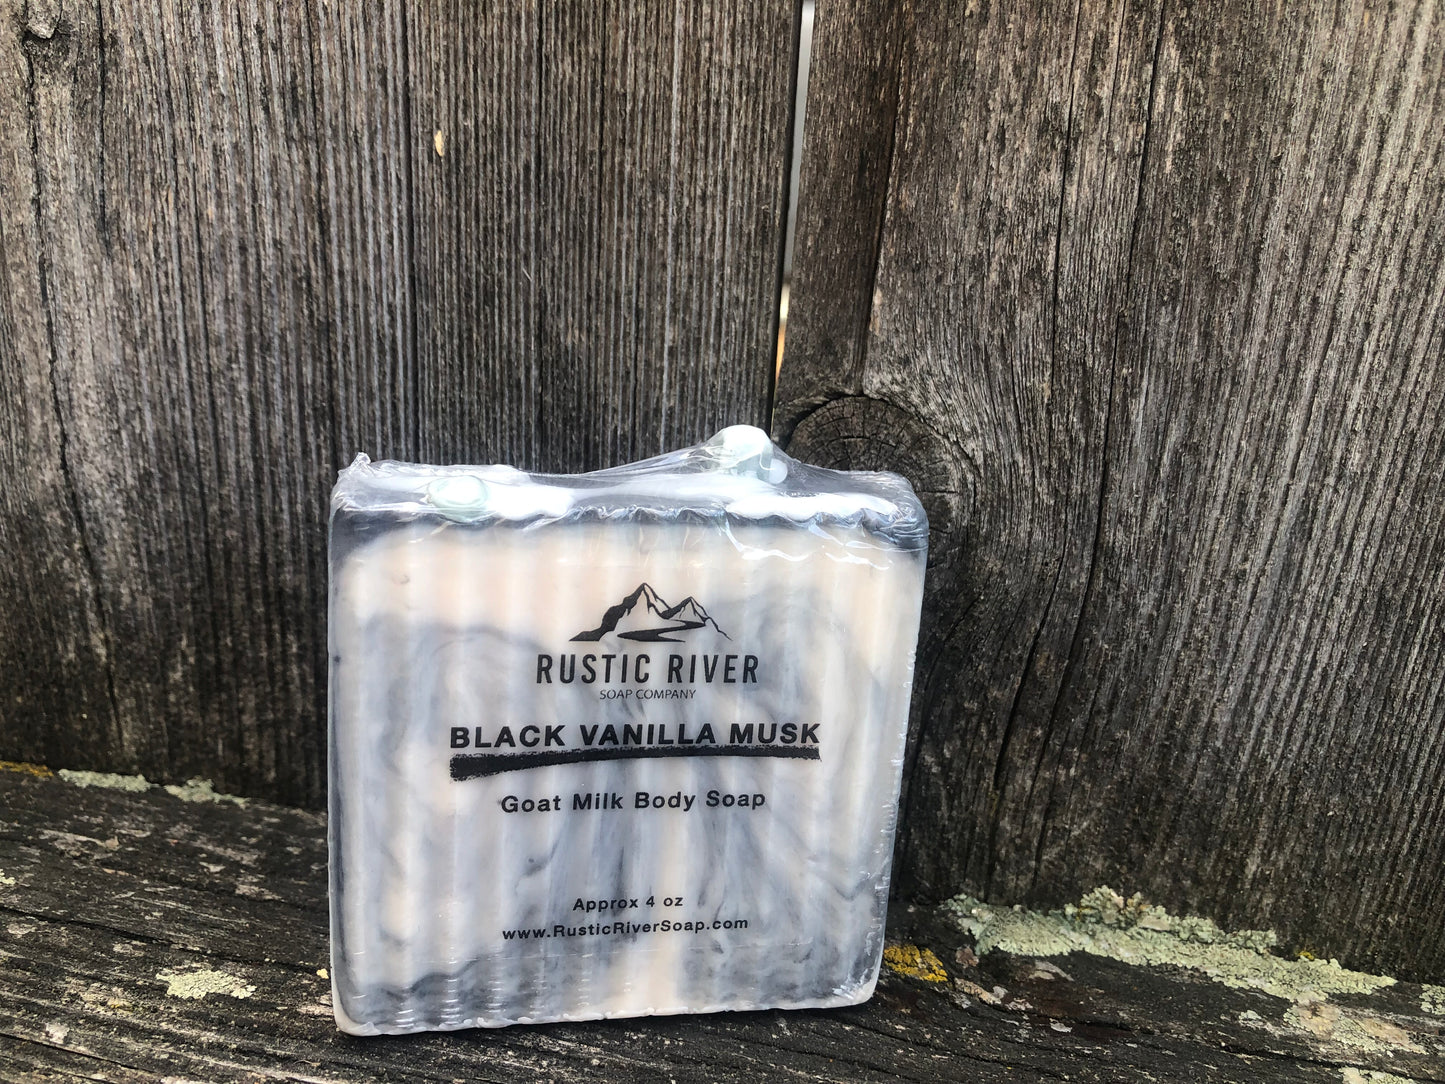 RUSTIC RIVER
SOAP COMPANY
BLACK VANILLA MUSK
Goat Milk Body Soap
Approx 4 oz
www.RusticRiverSoap.com